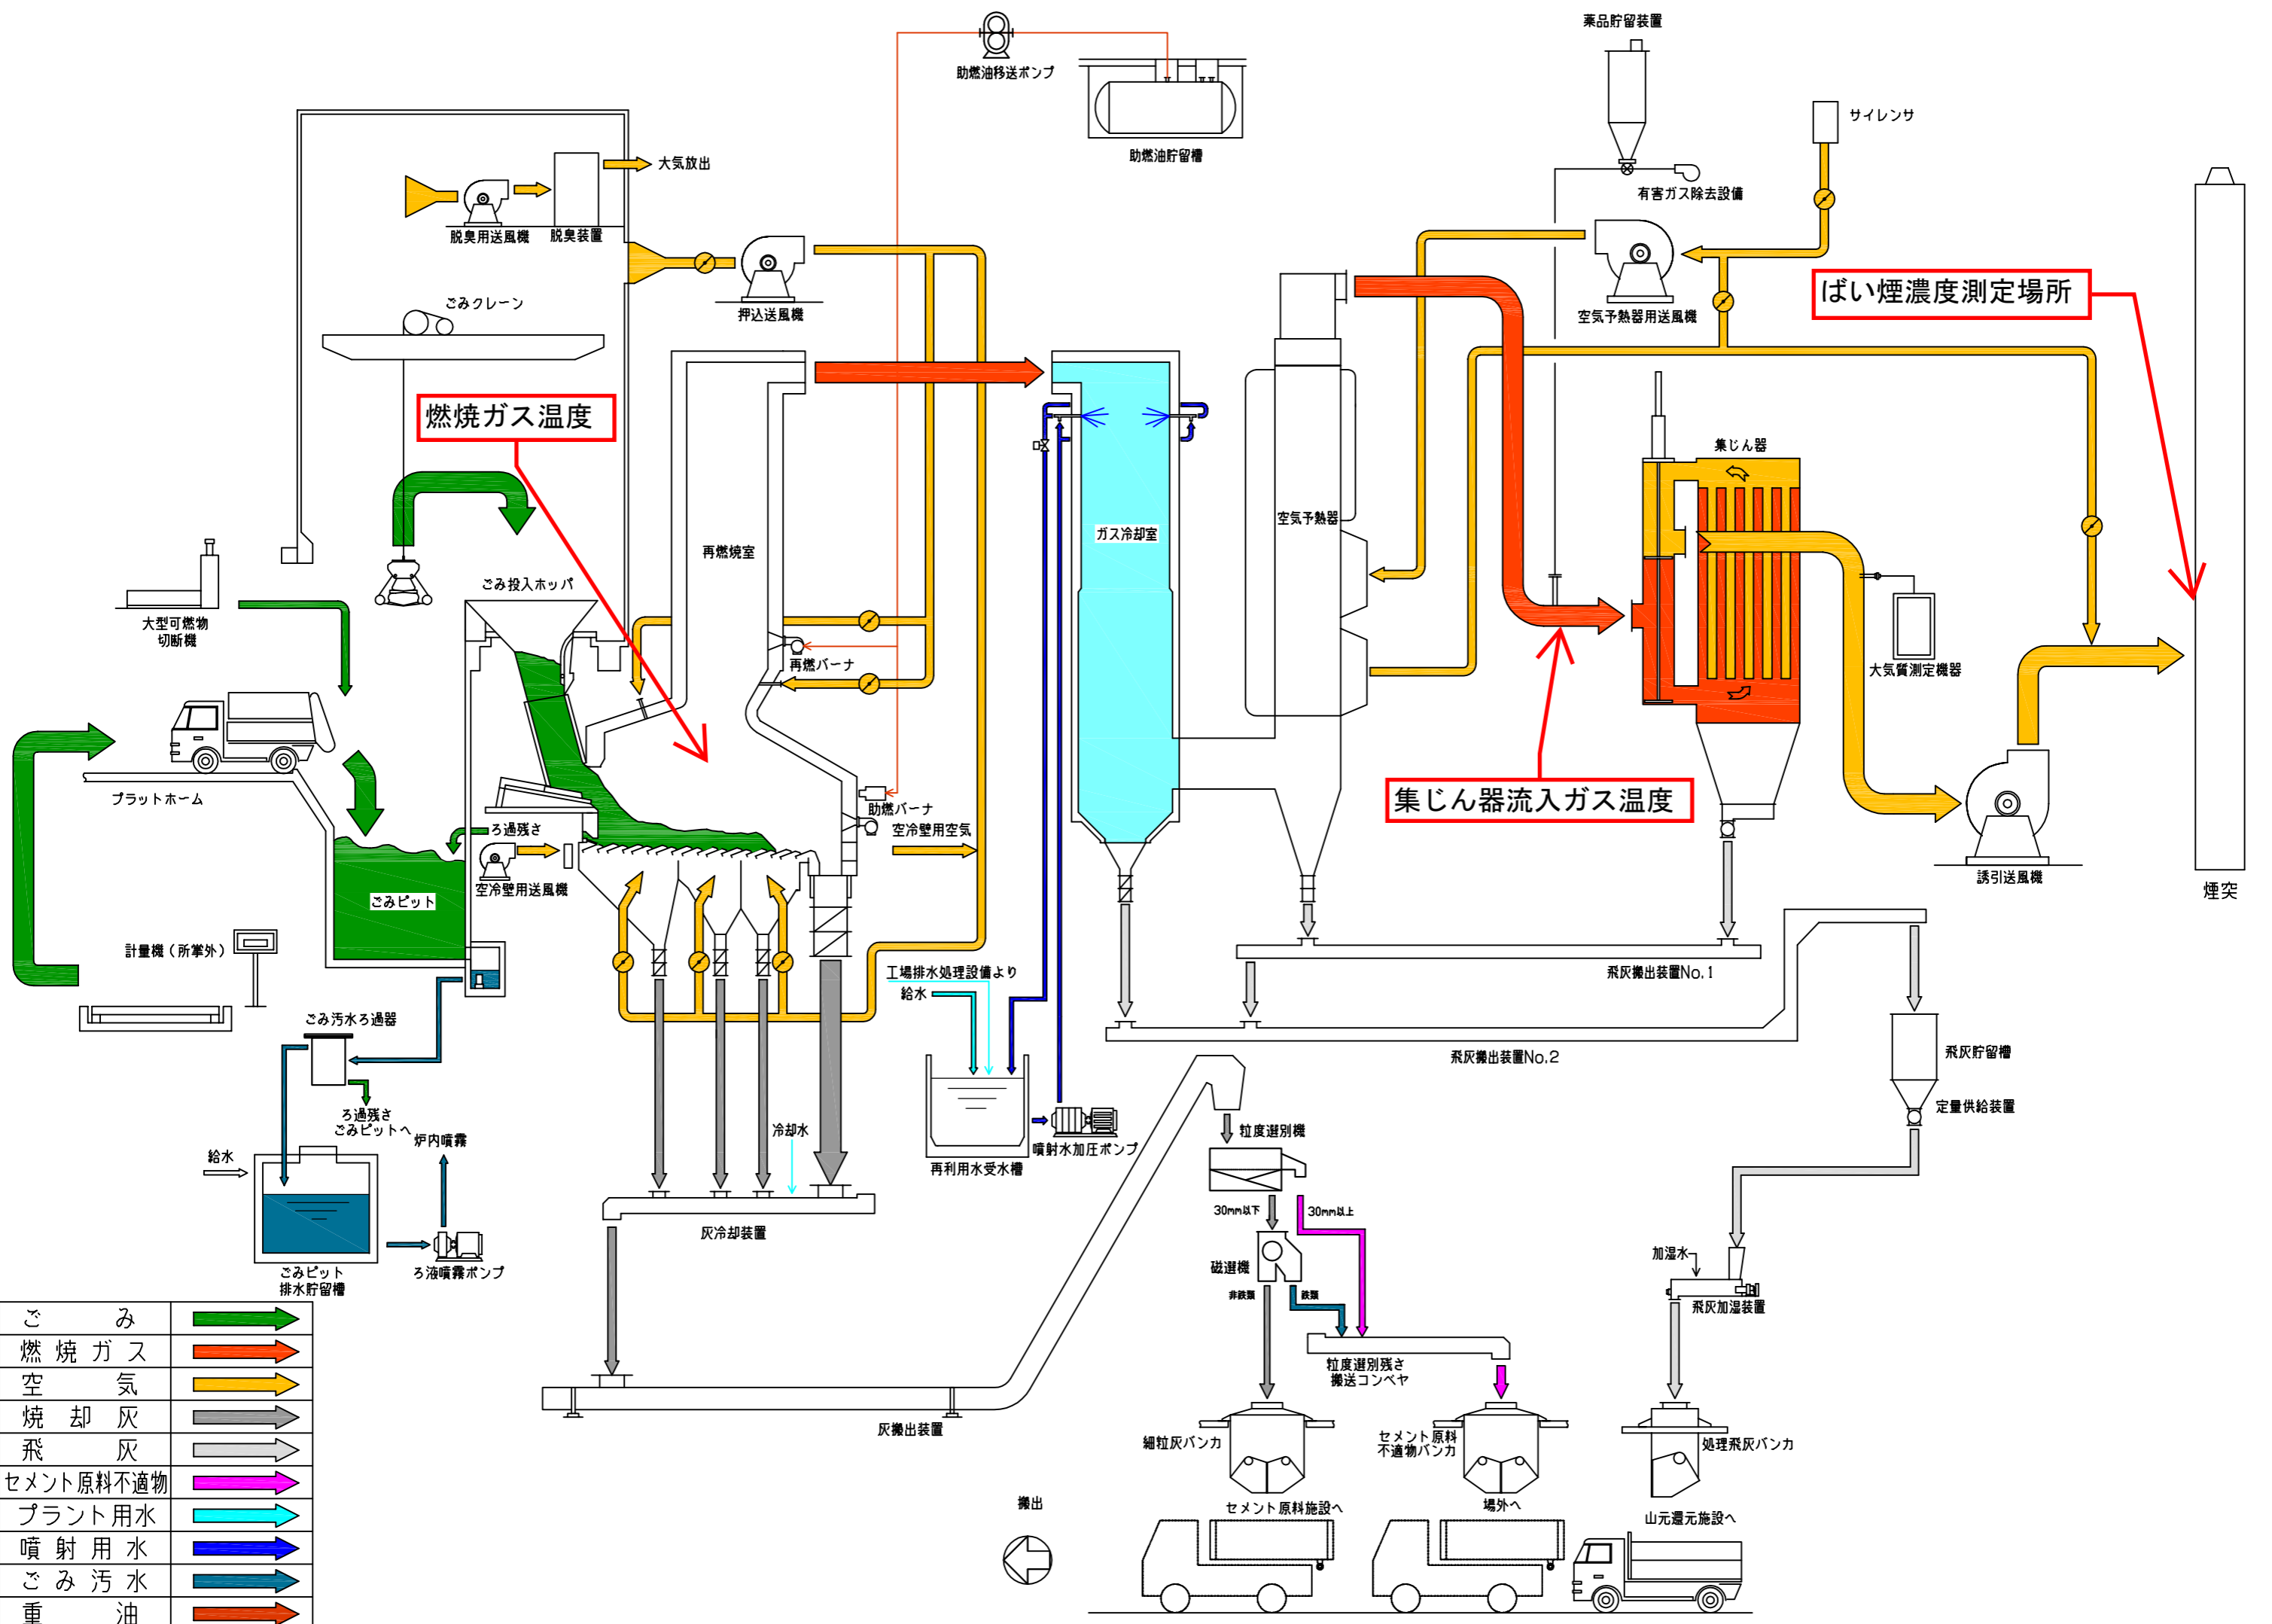 薬品貯留装置
助燃油移送ポンプ
サイレンサ
助燃油貯留槽
大気放出
有害ガス除去設備
脱臭用送風機
脱臭装置
ばい煙濃度測定場所
ごみクレーン
押込送風機
空気予熱器用送風機
燃焼ガス温度
集じん器
空気予熱器
ガス冷却室
再燃焼室
ごみ投入ホッパ
大型可燃物
切断機
再燃バーナ
大気質測定機器
プラットホーム
集じん器流入ガス温度
助燃バーナ
ろ過残さ
空冷壁用空気
空冷壁用送風機
誘引送風機
煙突
ごみピット
計量機(所掌外)
工場排水処理設備より
給水
飛灰搬出装置No.1
ごみ汚水ろ過器
飛灰搬出装置No.2
飛灰貯留槽
定量供給装置
ろ過残さ
ごみピットへ
炉内噴霧
冷却水
粒度選別機
噴射水加圧ポンプ
再利用水受水槽
給水
30mm以下
30mm以上
灰冷却装置
加湿水
磁選機
ろ液噴霧ポンプ
ごみピット
排水貯留槽
非鉄類
鉄類
飛灰加湿装置
粒度選別残さ
搬送コンベヤ
灰搬出装置
細粒灰バンカ
セメント原料
不適物バンカ
処理飛灰バンカ
搬出
セメント原料施設へ
場外へ
山元還元施設へ
ごみ
燃焼ガス
空気
焼却灰
飛灰
セメント原料不適物
プラント用水
噴射用水
ごみ汚水
重油